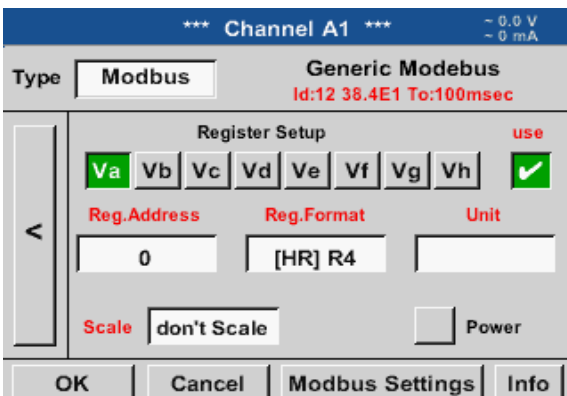 *** Channel A1 ***
~ 0.0 V
~ 0 mA
Type Modbus
Generic Modebus
Id:12 38.4E1 To:100msec
Register Setup
use
Va Vb Vc Vd Ve Vf Vg Vh
Reg.Address Reg.Format Unit
<
0 [HR] R4
Scale don't Scale Power
OK Cancel Modbus Settings Info